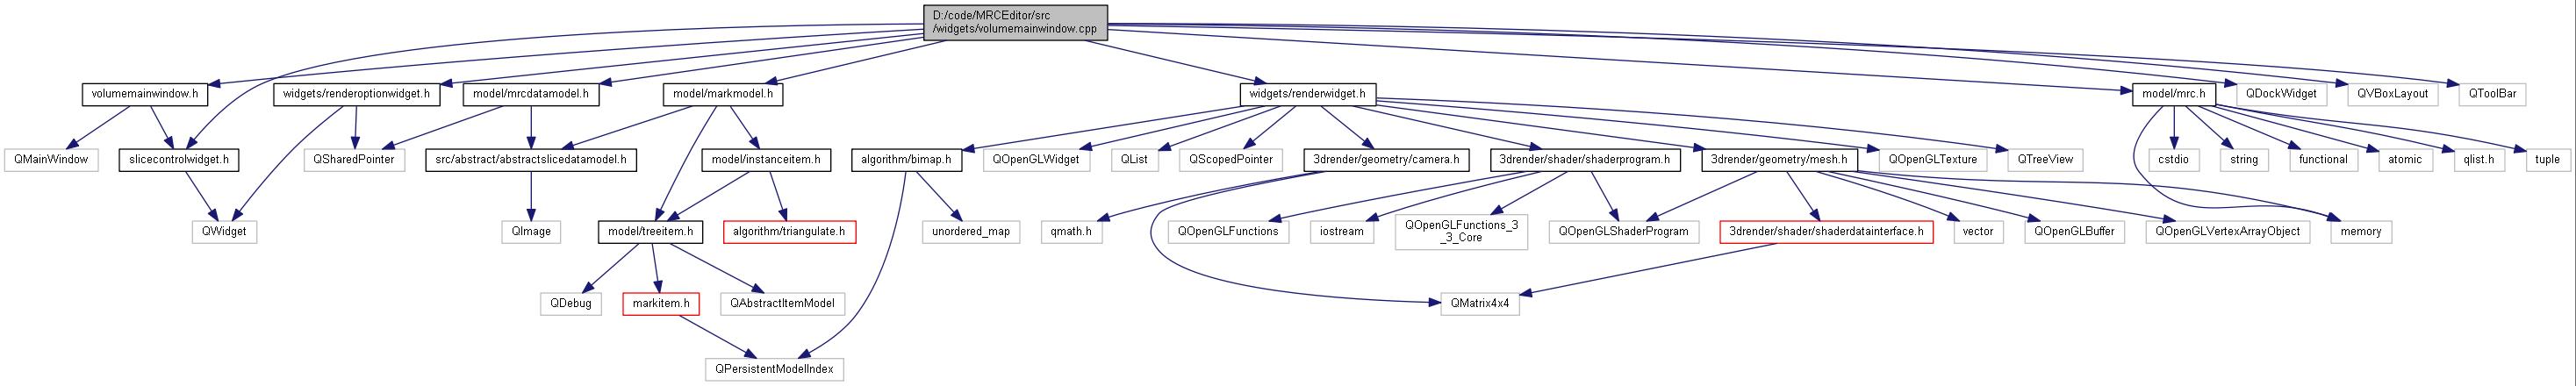 D:/code/MRCEditor/src
/widgets/volumemainwindow.cpp
volumemainwindow.h
widgets/renderoptionwidget.h
model/mrcdatamodel.h
model/markmodel.h
widgets/renderwidget.h
model/mrc.h
QDockWidget
QVBoxLayout
QToolBar
QMainWindow
slicecontrolwidget.h
QSharedPointer
src/abstract/abstractslicedatamodel.h
model/instanceitem.h
algorithm/bimap.h
QOpenGLWidget
QList
QScopedPointer
3drender/geometry/camera.h
3drender/shader/shaderprogram.h
3drender/geometry/mesh.h
QOpenGLTexture
QTreeView
cstdio
string
functional
atomic
qlist.h
tuple
QWidget
QImage
model/treeitem.h
algorithm/triangulate.h
unordered_map
qmath.h
QOpenGLFunctions
iostream
QOpenGLFunctions_3
_3_Core
QOpenGLShaderProgram
3drender/shader/shaderdatainterface.h
vector
QOpenGLBuffer
QOpenGLVertexArrayObject
memory
QDebug
markitem.h
QAbstractItemModel
QMatrix4x4
QPersistentModelIndex